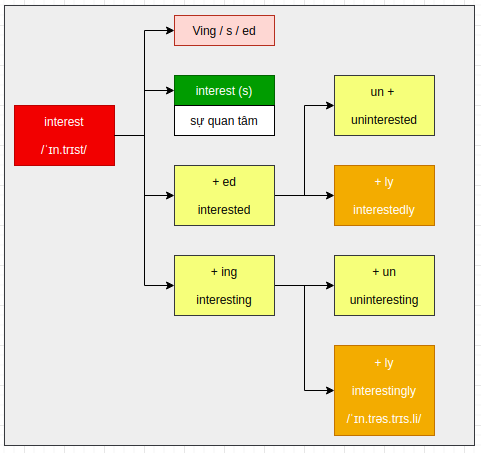 Ving / s / ed
interest (s)
sự quan tâm
interest
/ˈɪn.trɪst/
un +
uninterested
+ ed
interested
+ ly
interestedly
+ ing
interesting
+ un
uninteresting
+ ly
interestingly
/ˈɪn.trəs.trɪs.li/